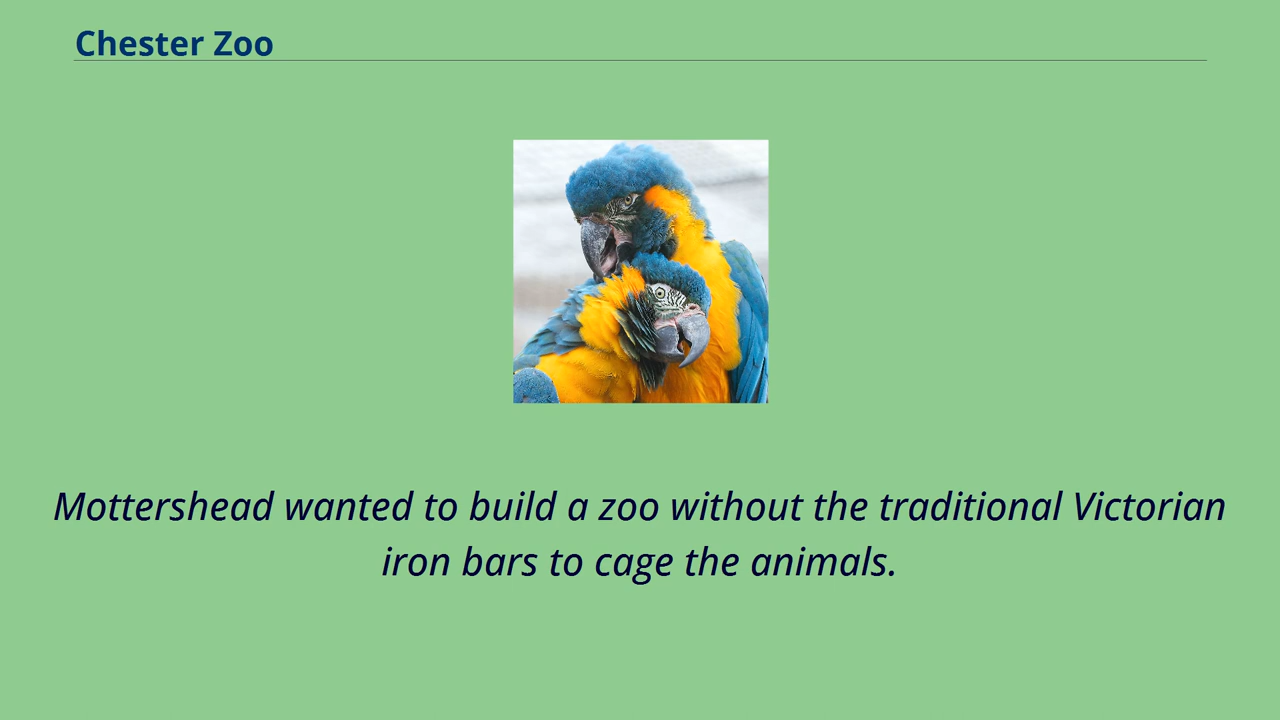 Chester Zoo
Mottershead wanted to build a zoo without the traditional Victorian
iron bars to cage the animals.